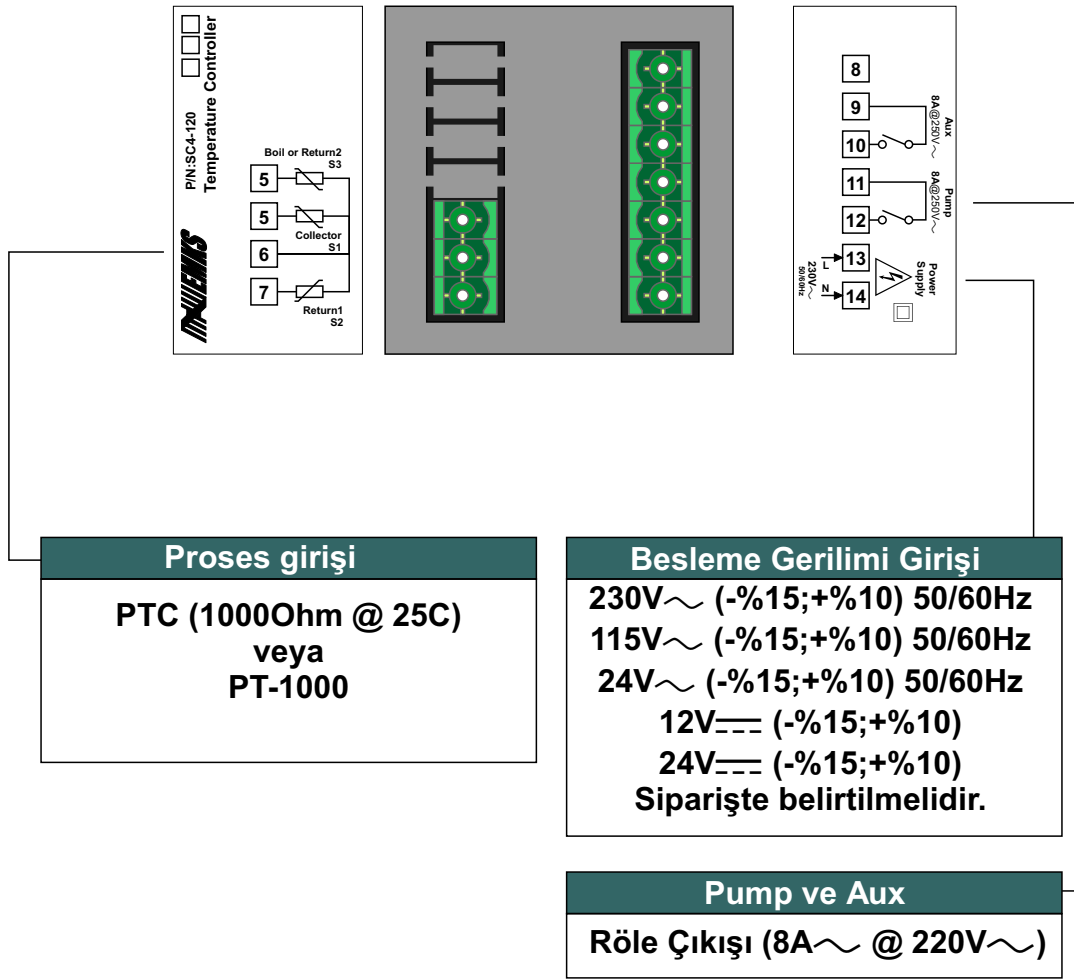 P/N:SC4-120
Temperature Controller
Boil or Return2
S3
5
5
Collector
S1
6
7
Return1
S2
8
9
10
11
12
13
14
Aux
8A@250V～
Pump
8A@250V～
Power
Supply
L
N
230V～
50/60Hz
Proses girişi
PTC (1000Ohm @ 25C)
veya
PT-1000
Besleme Gerilimi Girişi
230V～ (-%15;+%10) 50/60Hz
115V～ (-%15;+%10) 50/60Hz
24V～ (-%15;+%10) 50/60Hz
12V⎓ (-%15;+%10)
24V⎓ (-%15;+%10)
Siparişte belirtilmelidir.
Pump ve Aux
Röle Çıkışı (8A～ @ 220V～)